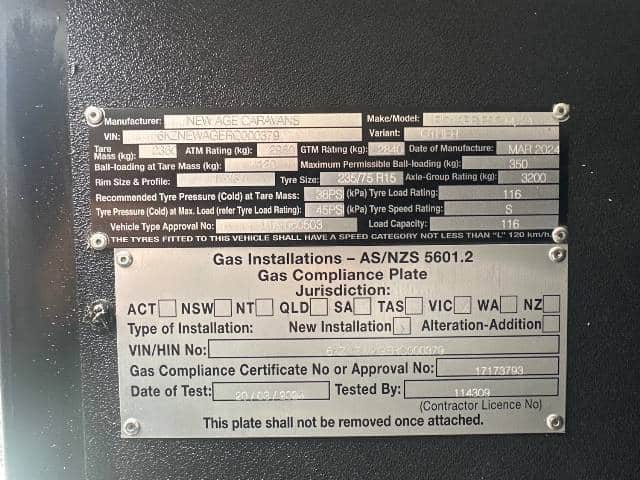 Manufacturer: NEW AGE CARAVANS Make/Model:
VIN: 6KZNEWAGERC000379 Variant: OTHER
Tare Mass (kg): ATM Rating (kg): GTM Rating (kg): 2840 Date of Manufacture: MAR 2024
Ball-loading at Tare Mass (kg): Maximum Permissible Ball-loading (kg): 350
Rim Size & Profile: Tyre Size: 235/75 R15 Axle-Group Rating (kg): 3200
Recommended Tyre Pressure (Cold) at Tare Mass: 38PSI (kPa) Tyre Load Rating: 116
Tyre Pressure (Cold) at Max. Load (refer Tyre Load Rating): 45PSI (kPa) Tyre Speed Rating: S
Vehicle Type Approval No: Load Capacity: 116
THE TYRES FITTED TO THIS VEHICLE SHALL HAVE A SPEED CATEGORY NOT LESS THAN "L" 120 km/h.
Gas Installations – AS/NZS 5601.2
Gas Compliance Plate
Jurisdiction:
ACT NSW NT QLD SA TAS VIC WA NZ
Type of Installation: New Installation Alteration-Addition
VIN/HIN No:
Gas Compliance Certificate No or Approval No: 17173793
Date of Test: Tested By: 114309
(Contractor Licence No)
This plate shall not be removed once attached.